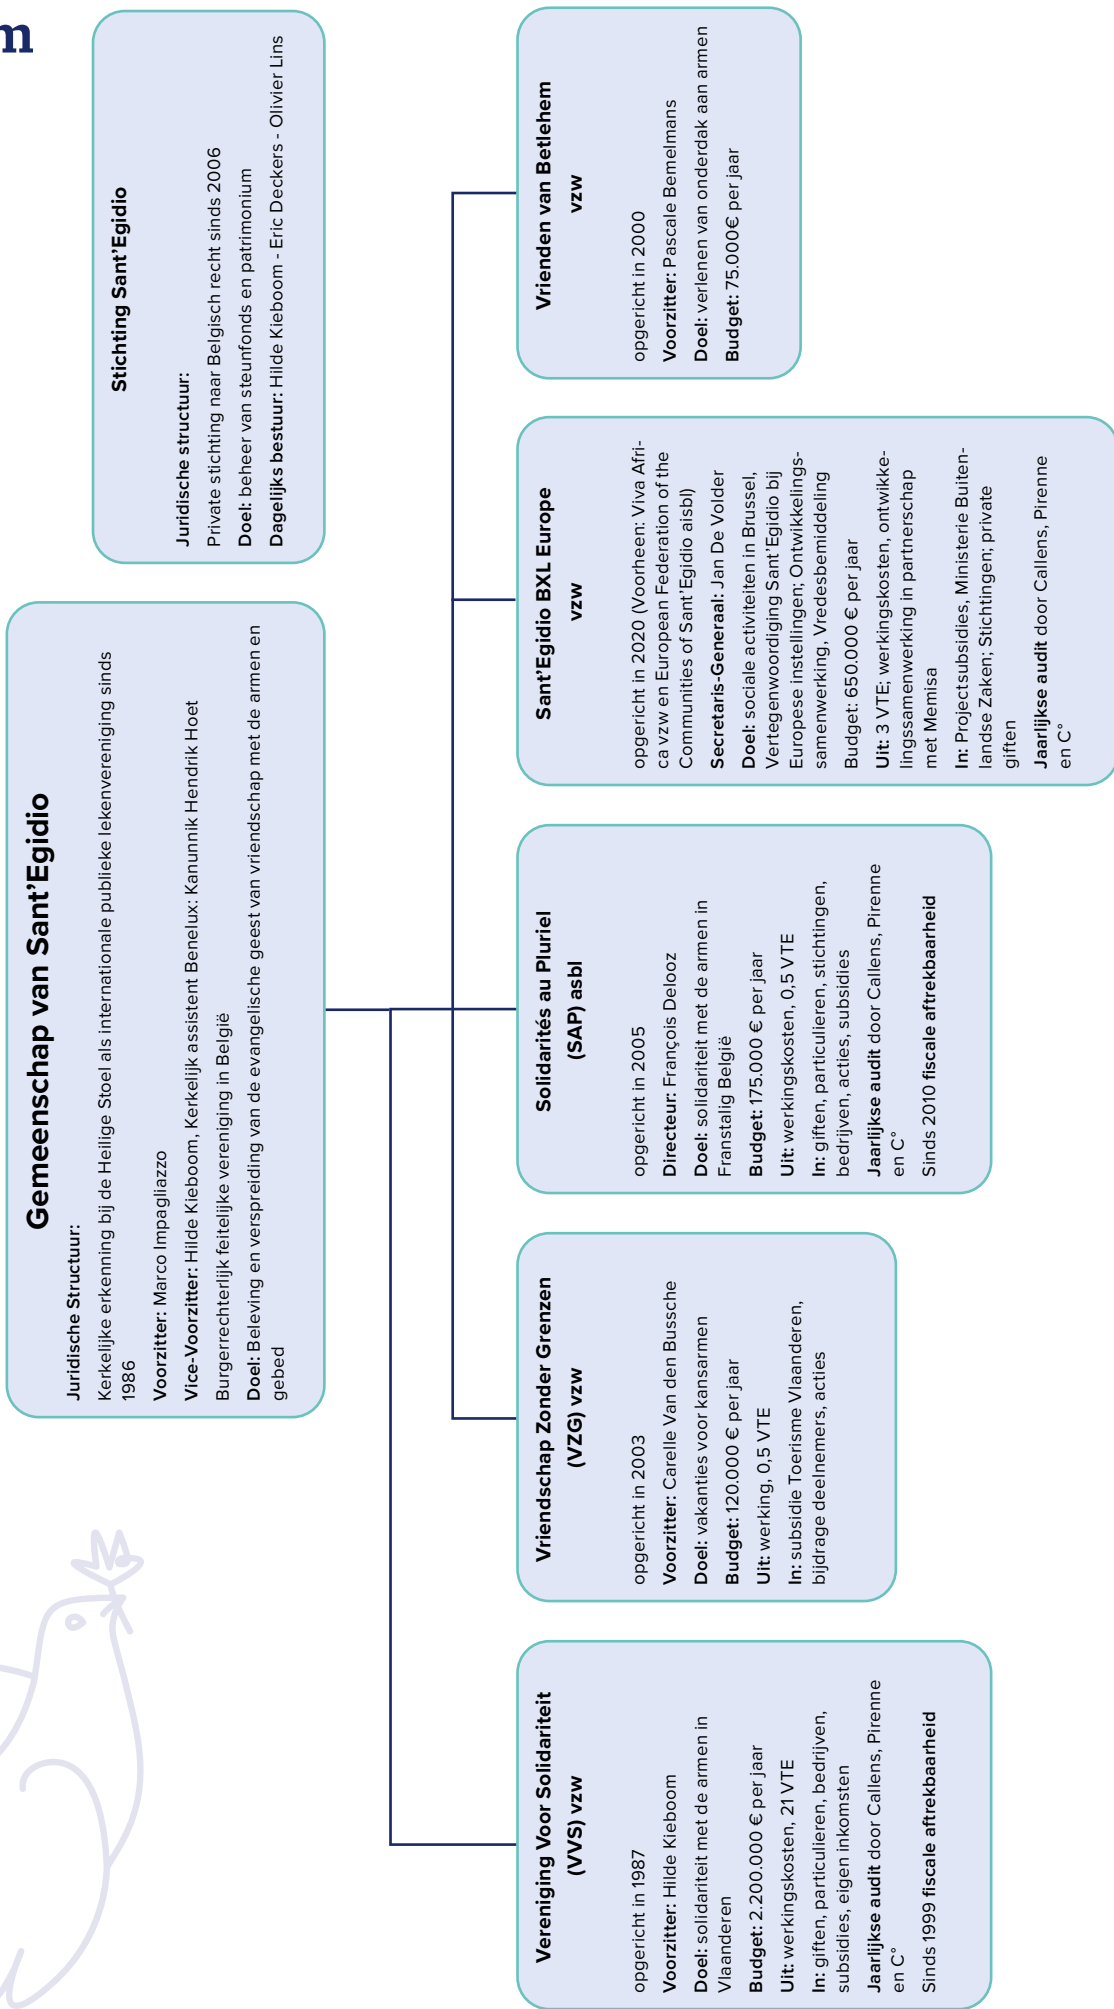 m
Gemeenschap van Sant'Egidio
Juridische Structuur:
Kerkelijke erkenning bij de Heilige Stoel als internationale publieke lekenvereniging sinds
1986
Voorzitter: Marco Impagliazzo
Vice-Voorzitter: Hilde Kieboom, Kerkelijk assistent Benelux: Kanunnik Hendrik Hoet
Burgerrechterlijk feitelijke vereniging in België
Doel: Beleving en verspreiding van de evangelische geest van vriendschap met de armen en
gebed
Stichting Sant'Egidio
Juridische structuur:
Private stichting naar Belgisch recht sinds 2006
Doel: beheer van steunfonds en patrimonium
Dagelijks bestuur: Hilde Kieboom - Eric Deckers - Olivier Lins
Vereniging Voor Solidariteit
(VVS) vzw
opgericht in 1987
Voorzitter: Hilde Kieboom
Doel: solidariteit met de armen in
Vlaanderen
Budget: 2.200.000 € per jaar
Uit: werkingskosten, 21 VTE
In: giften, particulieren, bedrijven,
subsidies, eigen inkomsten
Jaarlijkse audit door Callens, Pirenne
en C°
Sinds 1999 fiscale aftrekbaarheid
Vriendschap Zonder Grenzen
(VZG) vzw
opgericht in 2003
Voorzitter: Carelle Van den Bussche
Doel: vakanties voor kansarmen
Budget: 120.000 € per jaar
Uit: werking, 0,5 VTE
In: subsidie Toerisme Vlaanderen,
bijdrage deelnemers, acties
Solidarités au Pluriel
(SAP) asbl
opgericht in 2005
Directeur: François Delooz
Doel: solidariteit met de armen in
Franstalig België
Budget: 175.000 € per jaar
Uit: werkingskosten, 0,5 VTE
In: giften, particulieren, stichtingen,
bedrijven, acties, subsidies
Jaarlijkse audit door Callens, Pirenne
en C°
Sinds 2010 fiscale aftrekbaarheid
Sant'Egidio BXL Europe
vzw
opgericht in 2020 (Voorheen: Viva Afri-
ca vzw en European Federation of the
Communities of Sant'Egidio aisbl)
Secretaris-Generaal: Jan De Volder
Doel: sociale activiteiten in Brussel,
Vertegenwoordiging Sant'Egidio bij
Europese instellingen; Ontwikkelings-
samenwerking, Vredesbemiddeling
Budget: 650.000 € per jaar
Uit: 3 VTE; werkingskosten, ontwikke-
lingssamenwerking in partnerschap
met Memisa
In: Projectsubsidies, Ministerie Buiten-
landse Zaken; Stichtingen; private
giften
Jaarlijkse audit door Callens, Pirenne
en C°
Vrienden van Betlehem
vzw
opgericht in 2000
Voorzitter: Pascale Bemelmans
Doel: verlenen van onderdak aan armen
Budget: 75.000€ per jaar